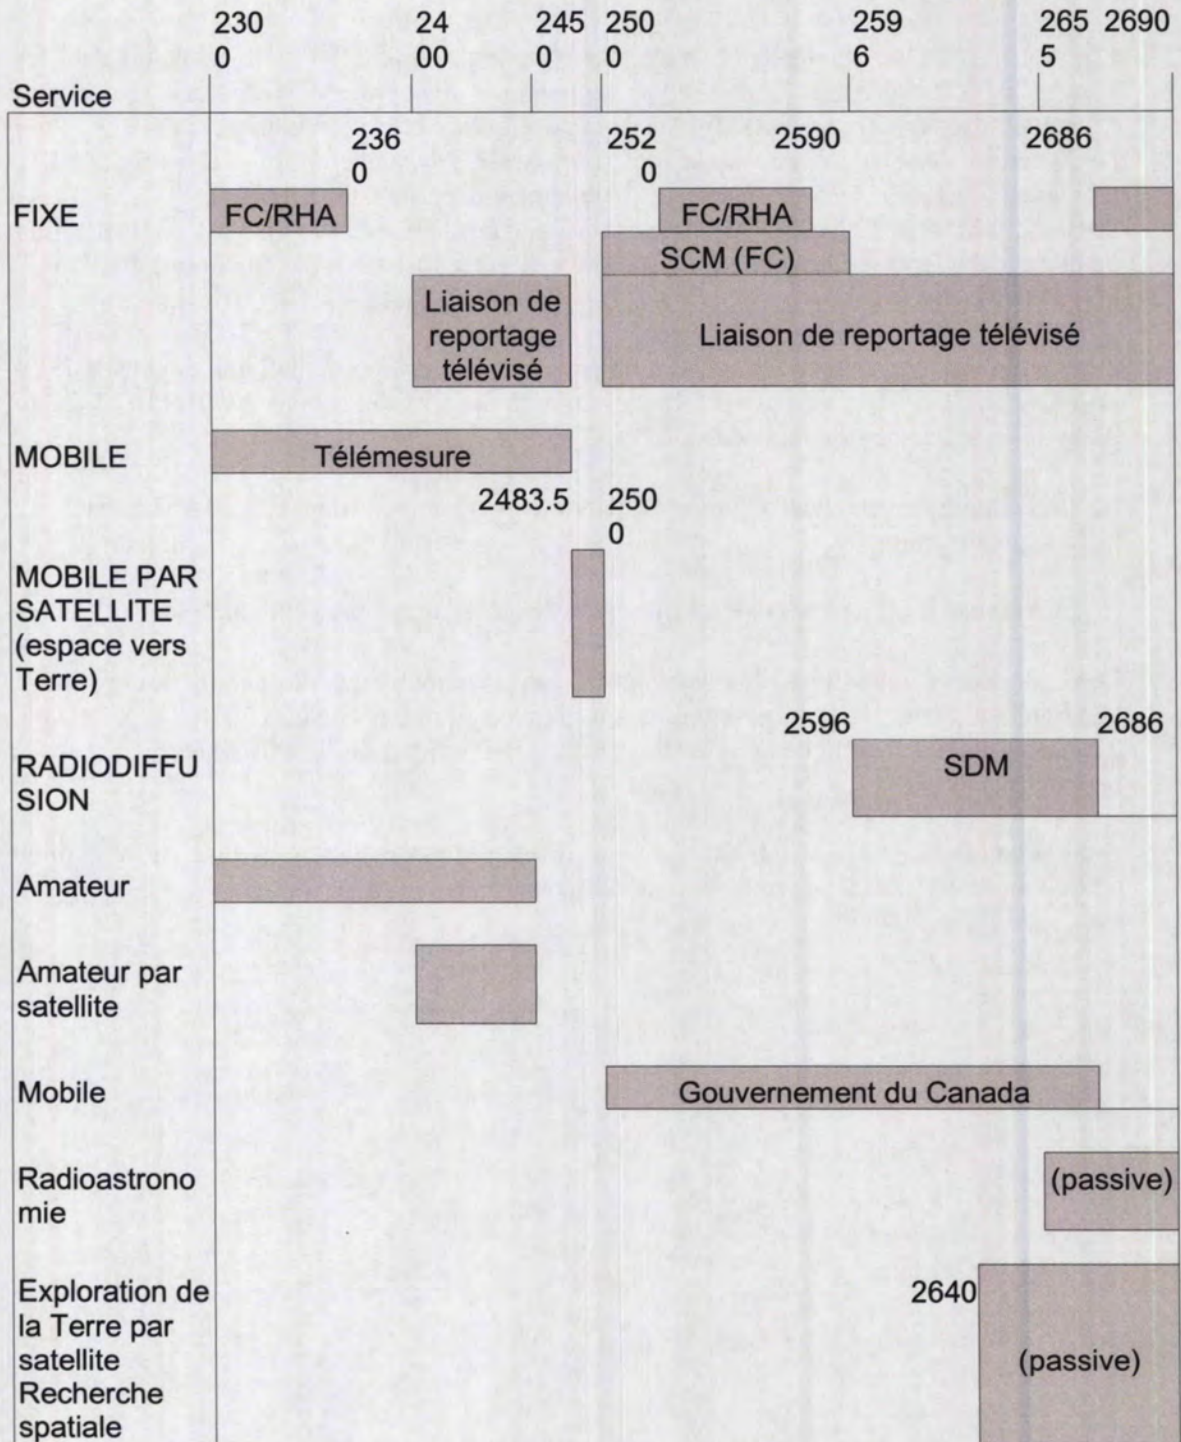 230 24 245 250 259 265 2690
0 00 0 0 6 5
Service
236 252 2590 2686
0 0
FIXE FC/RHA FC/RHA
SCM (FC)
Liaison de
reportage
télévisé
Liaison de reportage télévisé
MOBILE Télémesure
2483.5 250
0
MOBILE PAR
SATELLITE
(espace vers
Terre)
2596 2686
RADIODIFFU
SION
SDM
Amateur
Amateur par
satellite
Mobile Gouvernement du Canada
Radioastrono
mie
(passive)
Exploration de
la Terre par
satellite
Recherche
spatiale
2640
(passive)